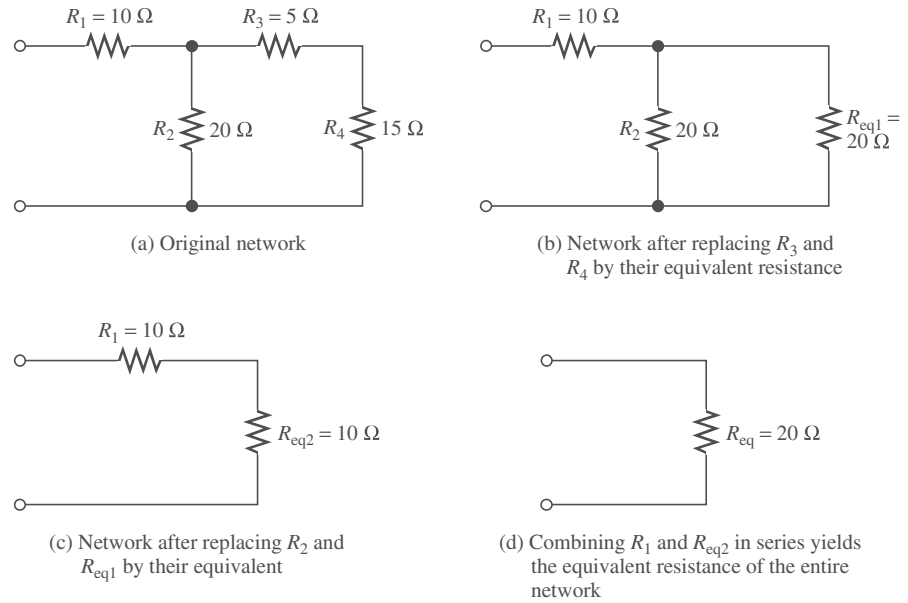 R1 = 10 Ω
R3 = 5 Ω
R2
20 Ω
R4
15 Ω
(a) Original network
R1 = 10 Ω
R2
20 Ω
Req1 =
20 Ω
(b) Network after replacing R3 and
R4 by their equivalent resistance
R1 = 10 Ω
Req2 = 10 Ω
(c) Network after replacing R2 and
Req1 by their equivalent
Req = 20 Ω
(d) Combining R1 and Req2 in series yields
the equivalent resistance of the entire
network